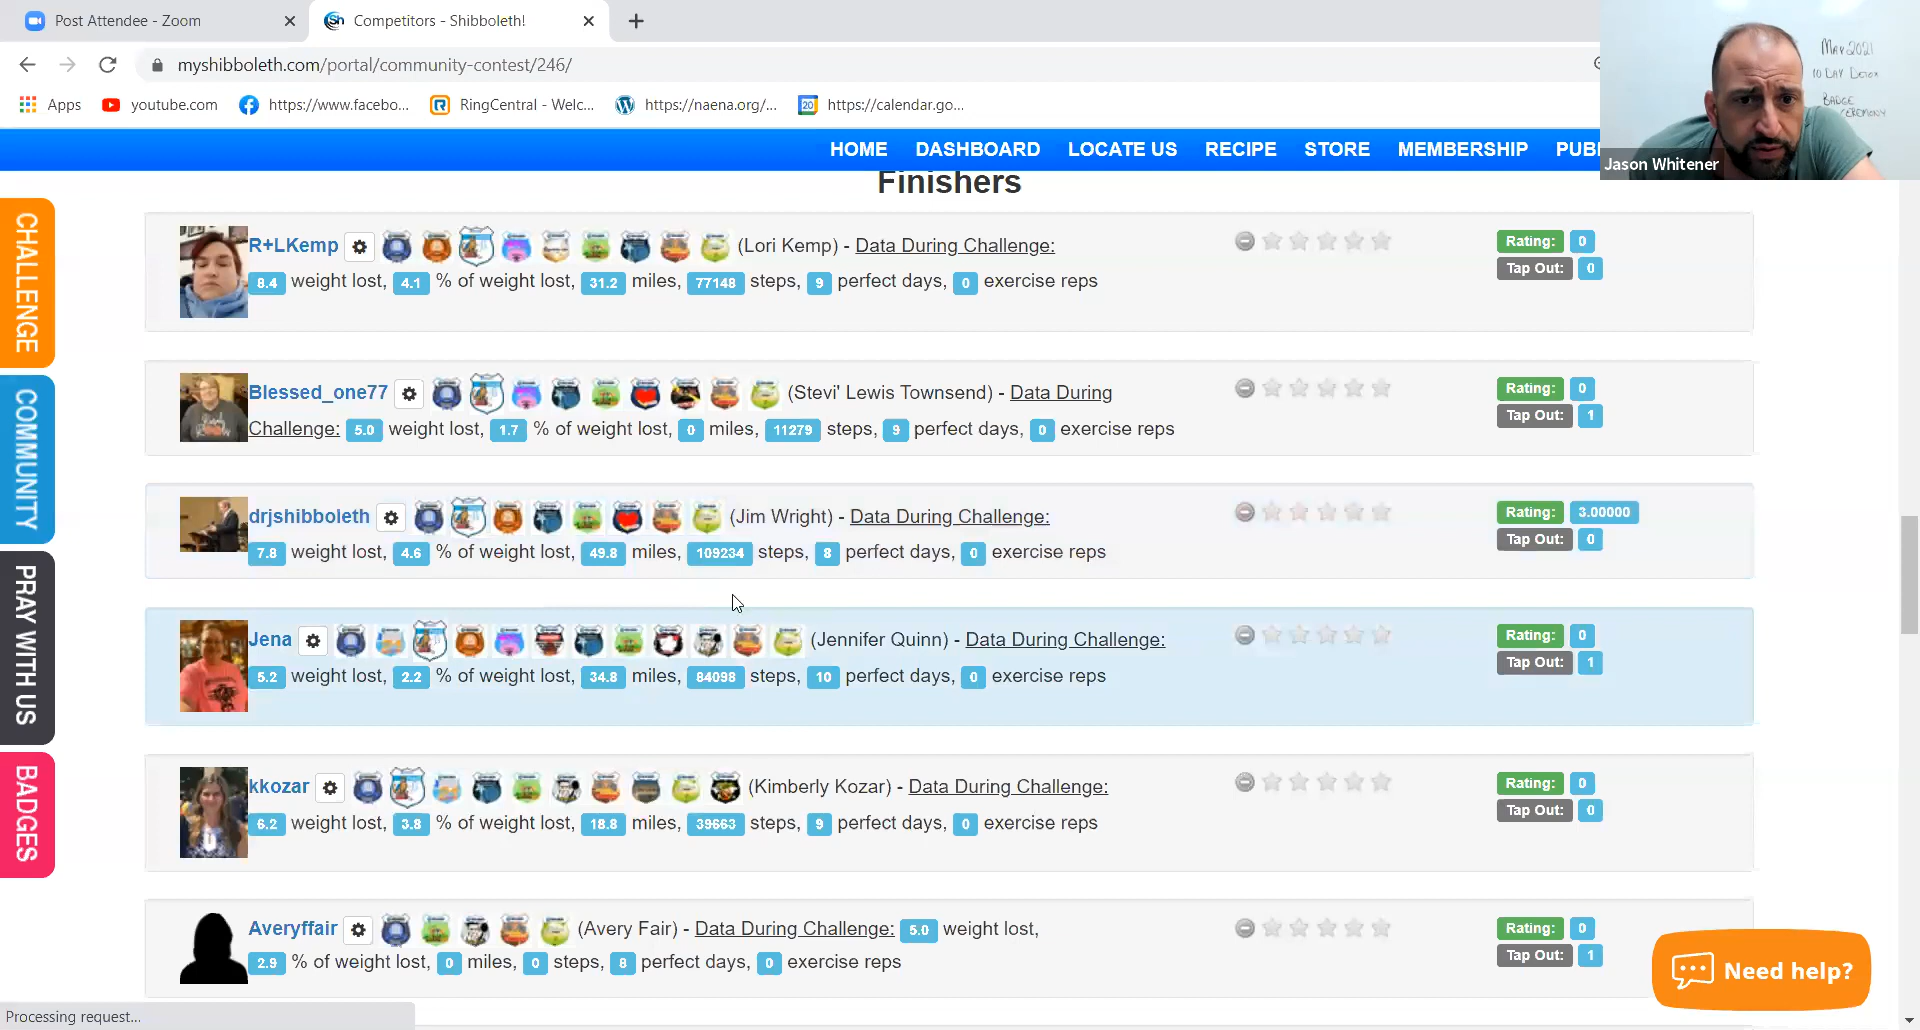 Post Attendee - Zoom
Competitors - Shibboleth!
myshibboleth.com/portal/community-contest/246/
Apps
youtube.com
https://www.facebo...
RingCentral - Welc...
https://naena.org/...
20
https://calendar.go...
MAY 2021
10 DAY DETOX
BADGE
CEREMONY
Jason Whitener
HOME DASHBOARD LOCATE US RECIPE STORE MEMBERSHIP PUB
Finishers
CHALLENGE
COMMUNITY
PRAY WITH US
BADGES
R+LKemp (Lori Kemp) - Data During Challenge:
8.4 weight lost, 4.1 % of weight lost, 31.2 miles, 77148 steps, 9 perfect days, 0 exercise reps
Rating: 0
Tap Out: 0
Blessed_one77 (Stevi' Lewis Townsend) - Data During
Challenge: 5.0 weight lost, 1.7 % of weight lost, 0 miles, 11279 steps, 9 perfect days, 0 exercise reps
Rating: 0
Tap Out: 1
drjshibboleth (Jim Wright) - Data During Challenge:
7.8 weight lost, 4.6 % of weight lost, 49.8 miles, 109234 steps, 8 perfect days, 0 exercise reps
Rating: 3.00000
Tap Out: 0
Jena (Jennifer Quinn) - Data During Challenge:
5.2 weight lost, 2.2 % of weight lost, 34.8 miles, 84098 steps, 10 perfect days, 0 exercise reps
Rating: 0
Tap Out: 1
kkozar (Kimberly Kozar) - Data During Challenge:
6.2 weight lost, 3.8 % of weight lost, 18.8 miles, 39663 steps, 9 perfect days, 0 exercise reps
Rating: 0
Tap Out: 0
Averyffair (Avery Fair) - Data During Challenge: 5.0 weight lost,
2.9 % of weight lost, 0 miles, 0 steps, 8 perfect days, 0 exercise reps
Rating: 0
Tap Out: 1
Need help?
Processing request...